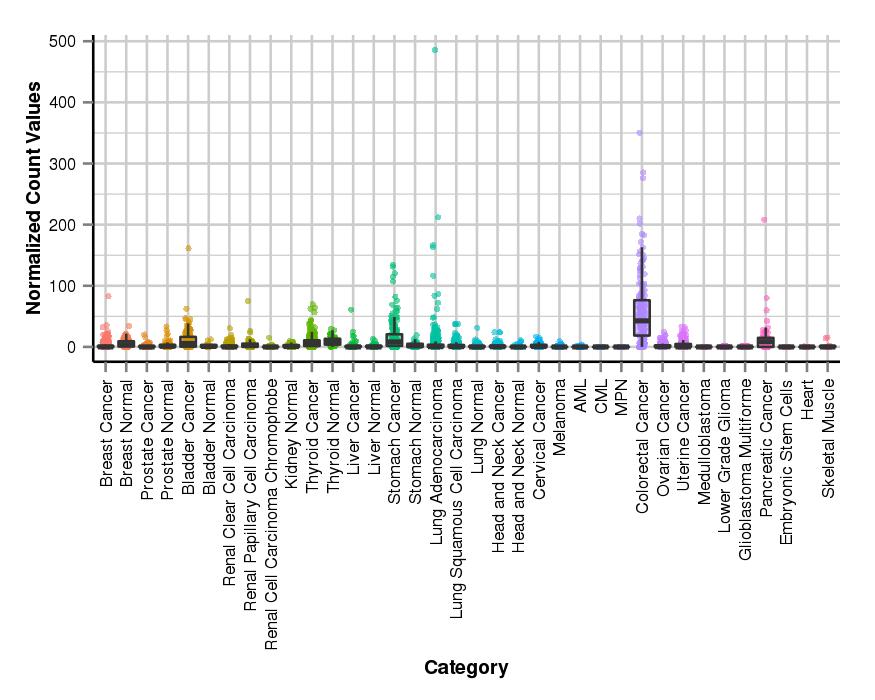 500
400
300
200
100
0
Normalized Count Values
Breast Cancer
Breast Normal
Prostate Cancer
Prostate Normal
Bladder Cancer
Bladder Normal
Renal Clear Cell Carcinoma
Renal Papillary Cell Carcinoma
Renal Cell Carcinoma Chromophobe
Kidney Normal
Thyroid Cancer
Thyroid Normal
Liver Cancer
Liver Normal
Stomach Cancer
Stomach Normal
Lung Adenocarcinoma
Lung Squamous Cell Carcinoma
Lung Normal
Head and Neck Cancer
Head and Neck Normal
Cervical Cancer
Melanoma
AML
CML
MPN
Colorectal Cancer
Ovarian Cancer
Uterine Cancer
Medulloblastoma
Lower Grade Glioma
Glioblastoma Multiforme
Pancreatic Cancer
Embryonic Stem Cells
Heart
Skeletal Muscle
Category